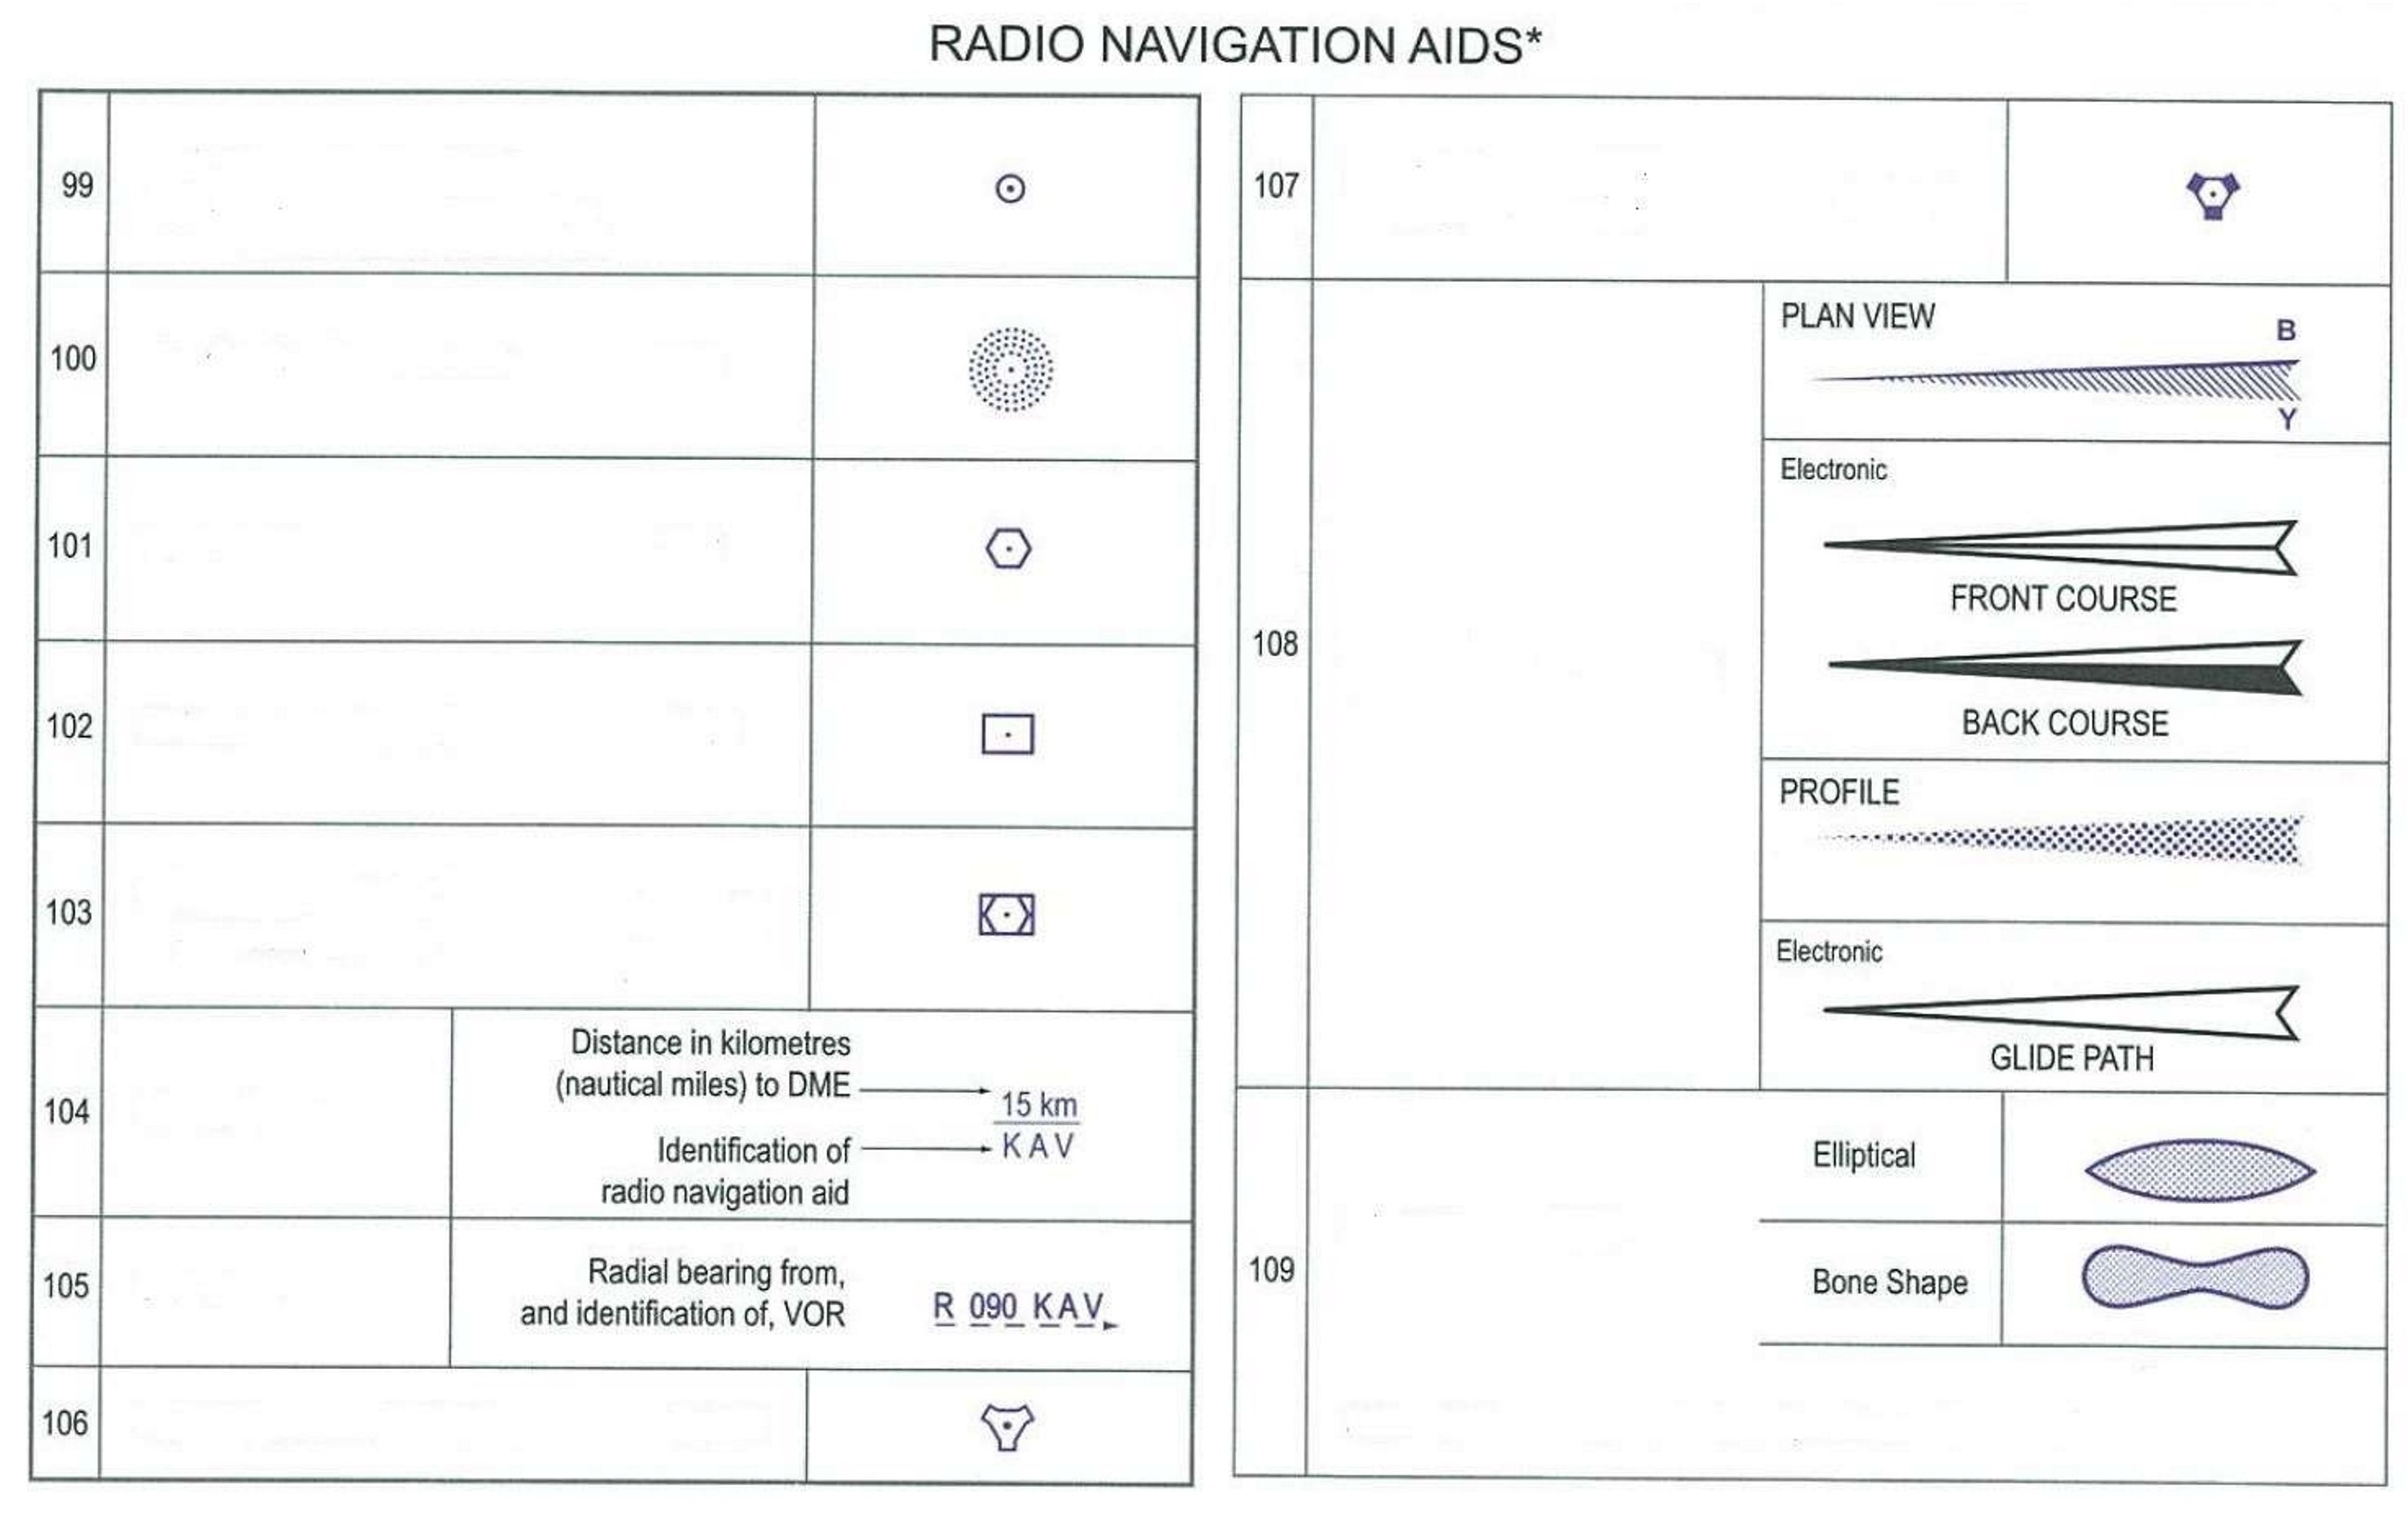 RADIO NAVIGATION AIDS*
99
100
101
102
103
104
Distance in kilometres
(nautical miles) to DME
15 km
KAV
Identification of
radio navigation aid
105
Radial bearing from,
and identification of, VOR
R 090 KAV
106
107
108
PLAN VIEW
B
Y
Electronic
FRONT COURSE
BACK COURSE
PROFILE
Electronic
GLIDE PATH
109
Elliptical
Bone Shape